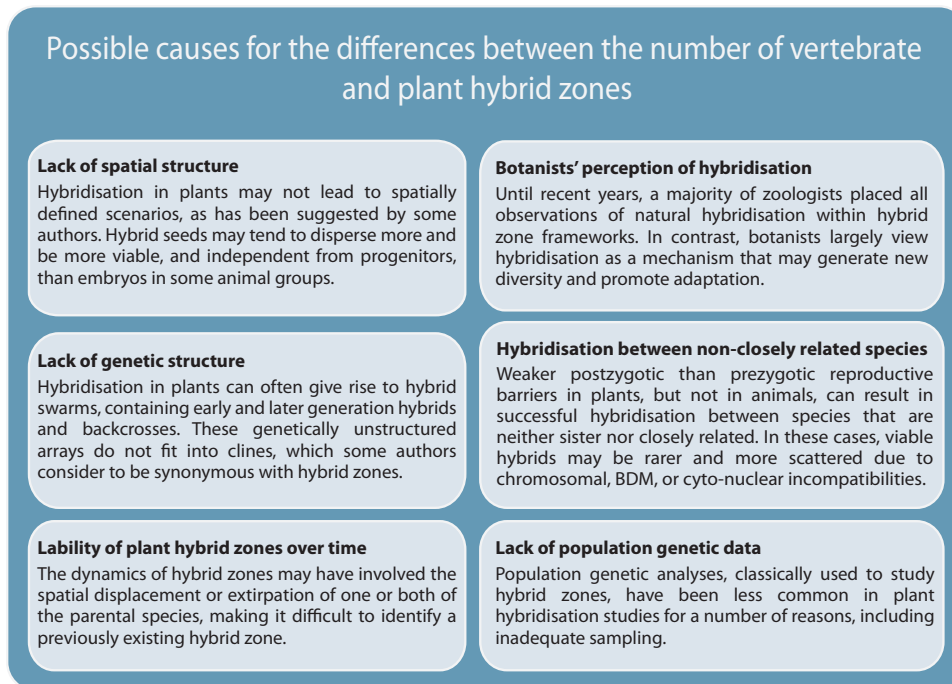 Possible causes for the differences between the number of vertebrate
and plant hybrid zones
Lack of spatial structure
Hybridisation in plants may not lead to spatially
defined scenarios, as has been suggested by some
authors. Hybrid seeds may tend to disperse more and
be more viable, and independent from progenitors,
than embryos in some animal groups.
Botanists’ perception of hybridisation
Until recent years, a majority of zoologists placed all
observations of natural hybridisation within hybrid
zone frameworks. In contrast, botanists largely view
hybridisation as a mechanism that may generate new
diversity and promote adaptation.
Lack of genetic structure
Hybridisation in plants can often give rise to hybrid
swarms, containing early and later generation hybrids
and backcrosses. These genetically unstructured
arrays do not fit into clines, which some authors
consider to be synonymous with hybrid zones.
Hybridisation between non-closely related species
Weaker postzygotic than prezygotic reproductive
barriers in plants, but not in animals, can result in
successful hybridisation between species that are
neither sister nor closely related. In these cases, viable
hybrids may be rarer and more scattered due to
chromosomal, BDM, or cyto-nuclear incompatibilities.
Lability of plant hybrid zones over time
The dynamics of hybrid zones may have involved the
spatial displacement or extirpation of one or both of
the parental species, making it difficult to identify a
previously existing hybrid zone.
Lack of population genetic data
Population genetic analyses, classically used to study
hybrid zones, have been less common in plant
hybridisation studies for a number of reasons, including
inadequate sampling.